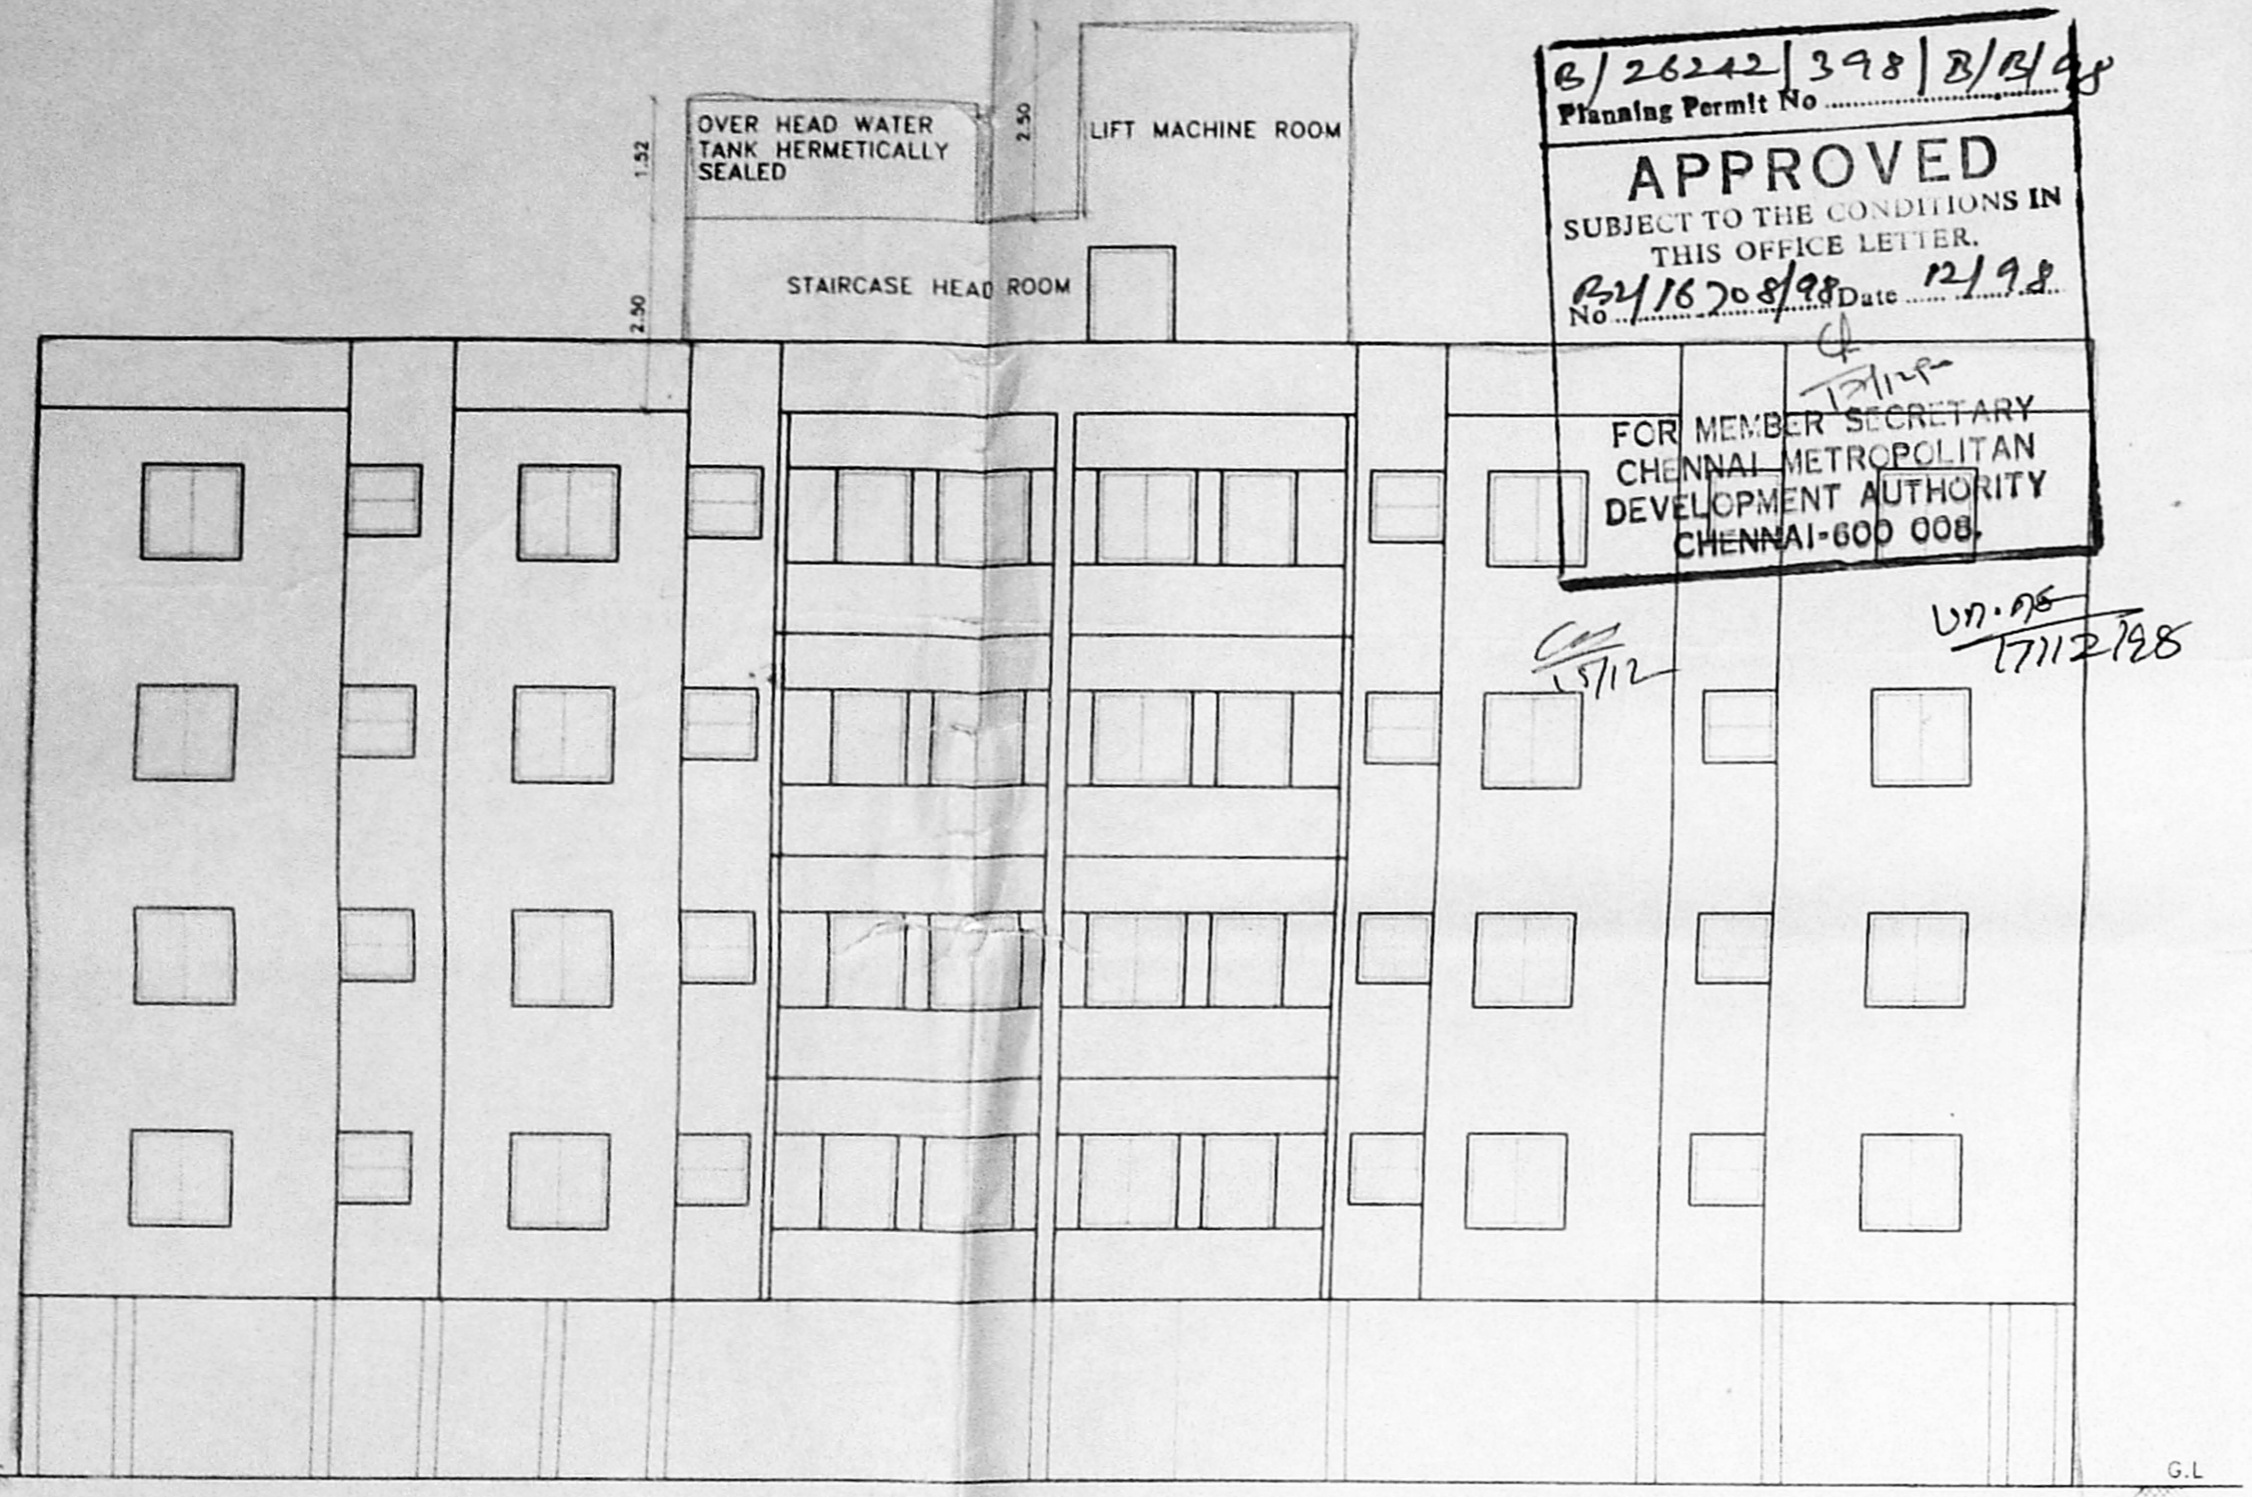 OVER HEAD WATER
TANK HERMETICALLY
SEALED
1.52
2.50
LIFT MACHINE ROOM
STAIRCASE HEAD ROOM
2.50
B/26242/398/B/B/98
Planning Permit No
APPROVED
SUBJECT TO THE CONDITIONS IN
THIS OFFICE LETTER.
No B2/16708/98 Date 12/98
FOR MEMBER SECRETARY
CHENNAI METROPOLITAN
DEVELOPMENT AUTHORITY
CHENNAI-600 008.
15/12
17/12/98
G.L